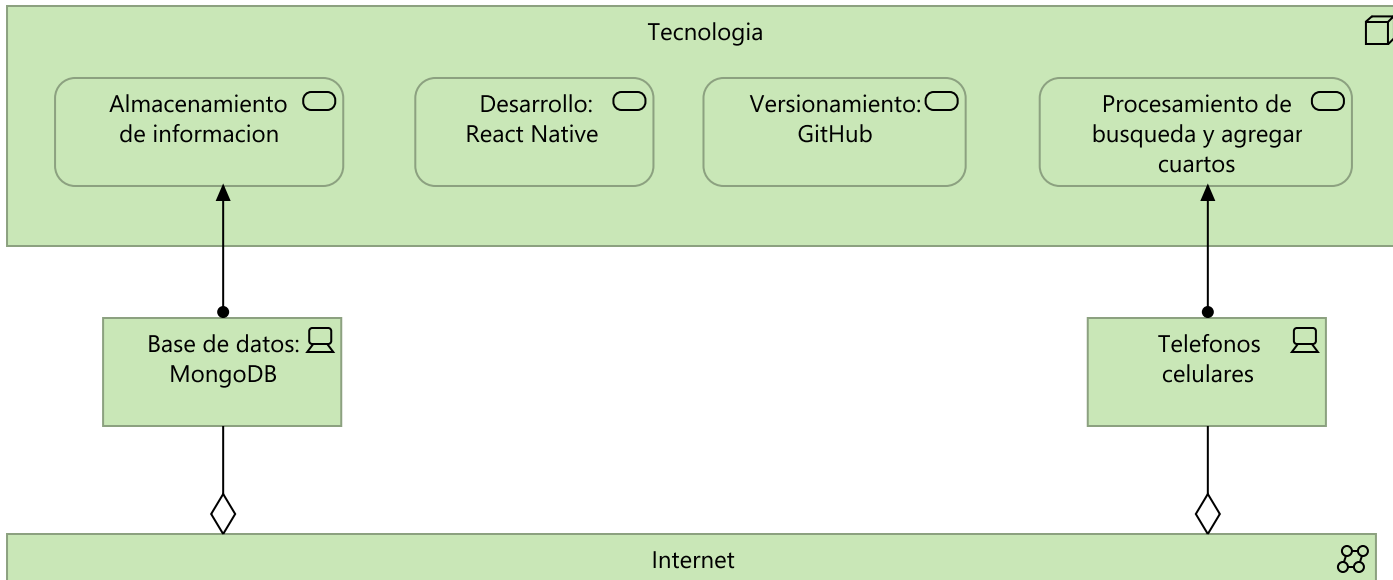 Tecnologia
Almacenamiento
de informacion
Desarrollo:
React Native
Versionamiento:
GitHub
Procesamiento de
busqueda y agregar
cuartos
Base de datos:
MongoDB
Telefonos
celulares
Internet